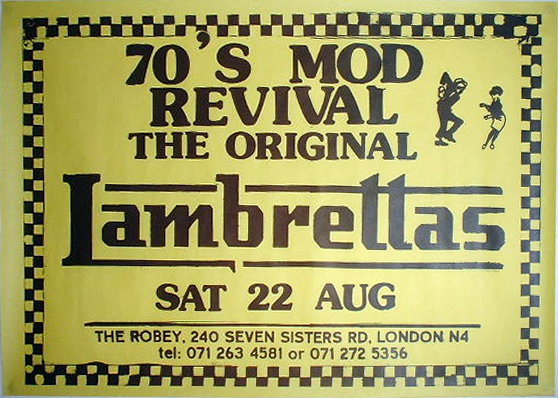 70'S MOD
REVIVAL
THE ORIGINAL
Lambrettas
SAT 22 AUG
THE ROBEY, 240 SEVEN SISTERS RD, LONDON N4
tel: 071 263 4581 or 071 272 5356